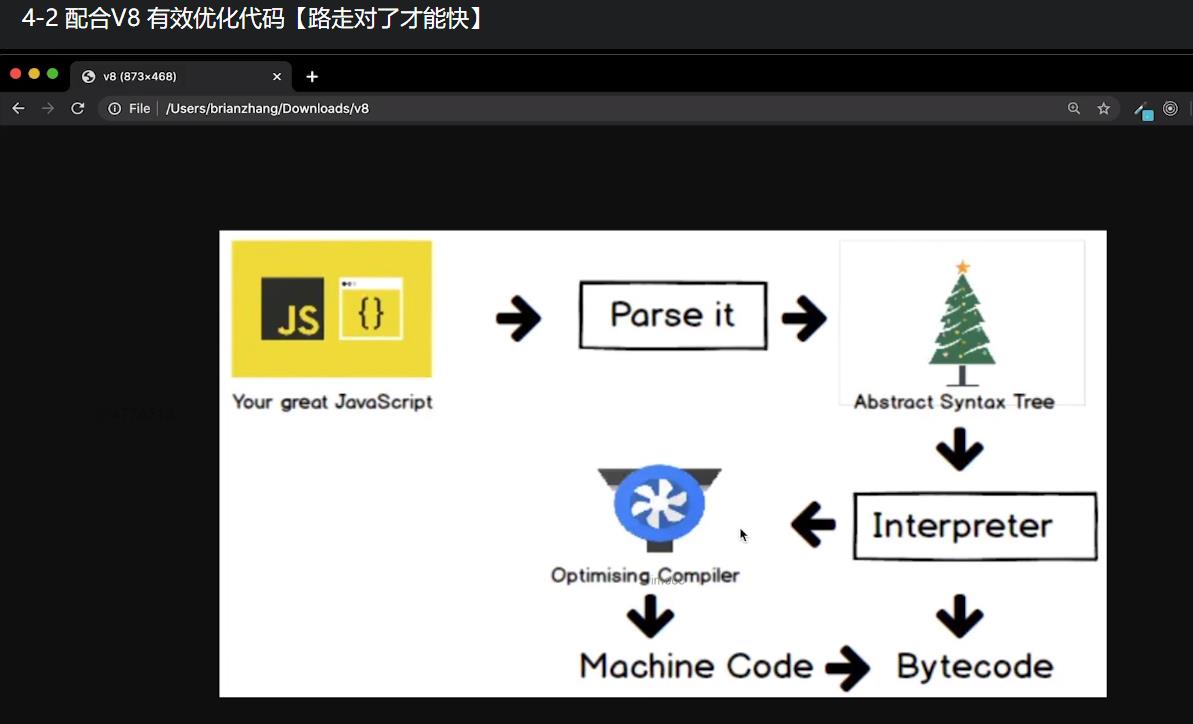 4-2 配合V8 有效优化代码【路走对了才能快】
v8 (873×468)
File
/Users/brianzhang/Downloads/v8
JS
{}
Parse it
Your great JavaScript
Abstract Syntax Tree
Interpreter
Optimising Compiler
Machine Code
Bytecode